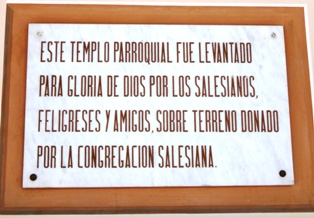 ESTE TEMPLO PARROQUIAL FUE LEVANTADO
PARA GLORIA DE DIOS POR LOS SALESIANOS,
FELIGRESES Y AMIGOS, SOBRE TERRENO DONADO
POR LA CONGREGACION SALESIANA.